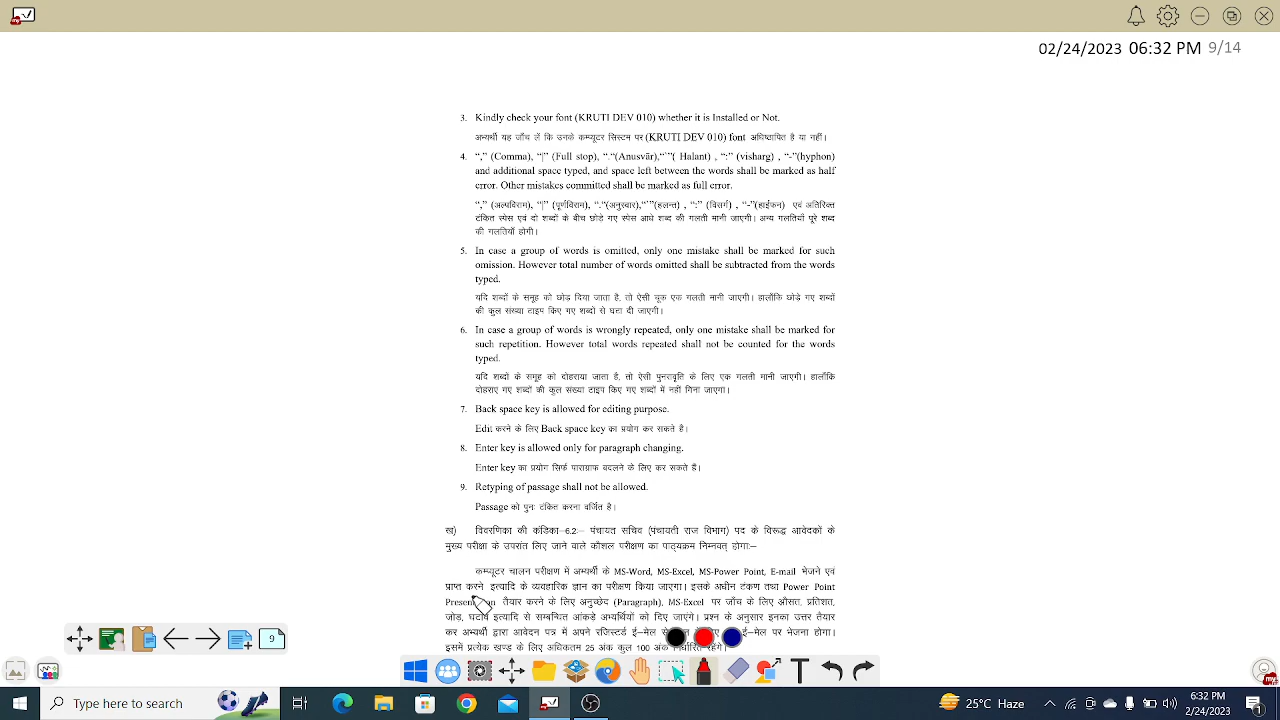 02/24/2023 06:32 PM 9/14
3. Kindly check your font (KRUTI DEV 010) whether it is Installed or Not.
अभ्यर्थी यह जाँच लें कि उनके कम्प्यूटर सिस्टम पर (KRUTI DEV 010) font अधिष्ठापित है या नहीं।
4. “,” (Comma), “|” (Full stop), “.“(Anusvār),“`”( Halant) , “:” (visharg) , “-”(hyphon)
and additional space typed, and space left between the words shall be marked as half
error. Other mistakes committed shall be marked as full error.
“,” (अल्पविराम) “|” (पूर्णविराम), “.“(अनुस्वार),“`”(हलन्त) , “:” (विसर्ग) , “-”(हाईफन) एवं अतिरिक्त
टंकित स्पेस एवं दो शब्दों के बीच छोडे गए स्पेस आधे शब्द की गलती मानी जाएगी। अन्य गलतियाँ पूरे शब्द
की गलतियाँ होगी।
5. In case a group of words is omitted, only one mistake shall be marked for such
omission. However total number of words omitted shall be subtracted from the words
typed.
यदि शब्दों के समूह को छोड दिया जाता है, तो ऐसी चूक एक गलती मानी जाएगी। हालाँकि छोड़े गए शब्दों
की कुल संख्या टाइप किए गए शब्दों से घटा दी जाएगी।
6. In case a group of words is wrongly repeated, only one mistake shall be marked for
such repetition. However total words repeated shall not be counted for the words
typed.
यदि शब्दों के समूह को दोहराया जाता है, तो ऐसी पुनरावृति के लिए एक गलती मानी जाएगी। हालाँकि
दोहराए गए शब्दों की कुल संख्या टाइप किए गए शब्दों में नहीं गिना जाएगा।
7. Back space key is allowed for editing purpose.
Edit करने के लिए Back space key का प्रयोग कर सकते है।
8. Enter key is allowed only for paragraph changing.
Enter key का प्रयोग सिर्फ पाराग्राफ बदलने के लिए कर सकते हैं।
9. Retyping of passage shall not be allowed.
Passage को पुनः टंकित करना वर्जित है।
ख) विवरणिका की कंडिका–6.2:– पंचायत सचिव (पंचायती राज विभाग) पद के विरूद्ध आवेदकों के
मुख्य परीक्षा के उपरांत लिए जाने वाले कौशल परीक्षण का पाठ्यक्रम निम्नवत् होगा:–
कम्प्यूटर चालन परीक्षण में अभ्यर्थी के MS-Word, MS-Excel, MS-Power Point, E-mail भेजने एवं
प्राप्त करने इत्यादि के व्यवहारिक ज्ञान का परीक्षण किया जाएगा। इसके अधीन टंकण तथा Power Point
तैयार करने के लिए अनुच्छेद (Paragraph), MS-Excel पर जाँच के लिए औसत, प्रतिशत,
जोड़, घटाव इत्यादि से सम्बन्धित आंकड़े अभ्यर्थियों को दिए जाएंगे। प्रश्न के अनुसार इनका उत्तर तैयार
कर अभ्यर्थी द्वारा आवेदन पत्र में अपने रजिस्टर्ड ई–मेल ई–मेल पर भेजना होगा।
इसमें प्रत्येक खण्ड के लिए अधिकतम 25 अंक कुल 100 अंक निर्धारित रहेंगे।
9
Type here to search
25°C Haze
6:32 PM
2/24/2023